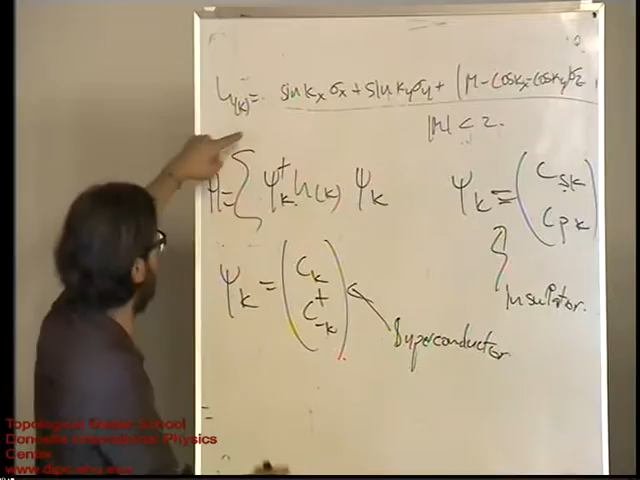 h(k) = sin kx σx + sin ky σy + (M - cos kx - cos ky) σz
|M| < 2.
H = ∑ ψ†k h(k) ψk
ψk = (CSk CPk)
Insulator.
ψk = (Ck C†-k)
Superconductor
Topological Matter School
Donostia International Physics
Center
www.dipc.ehu.es